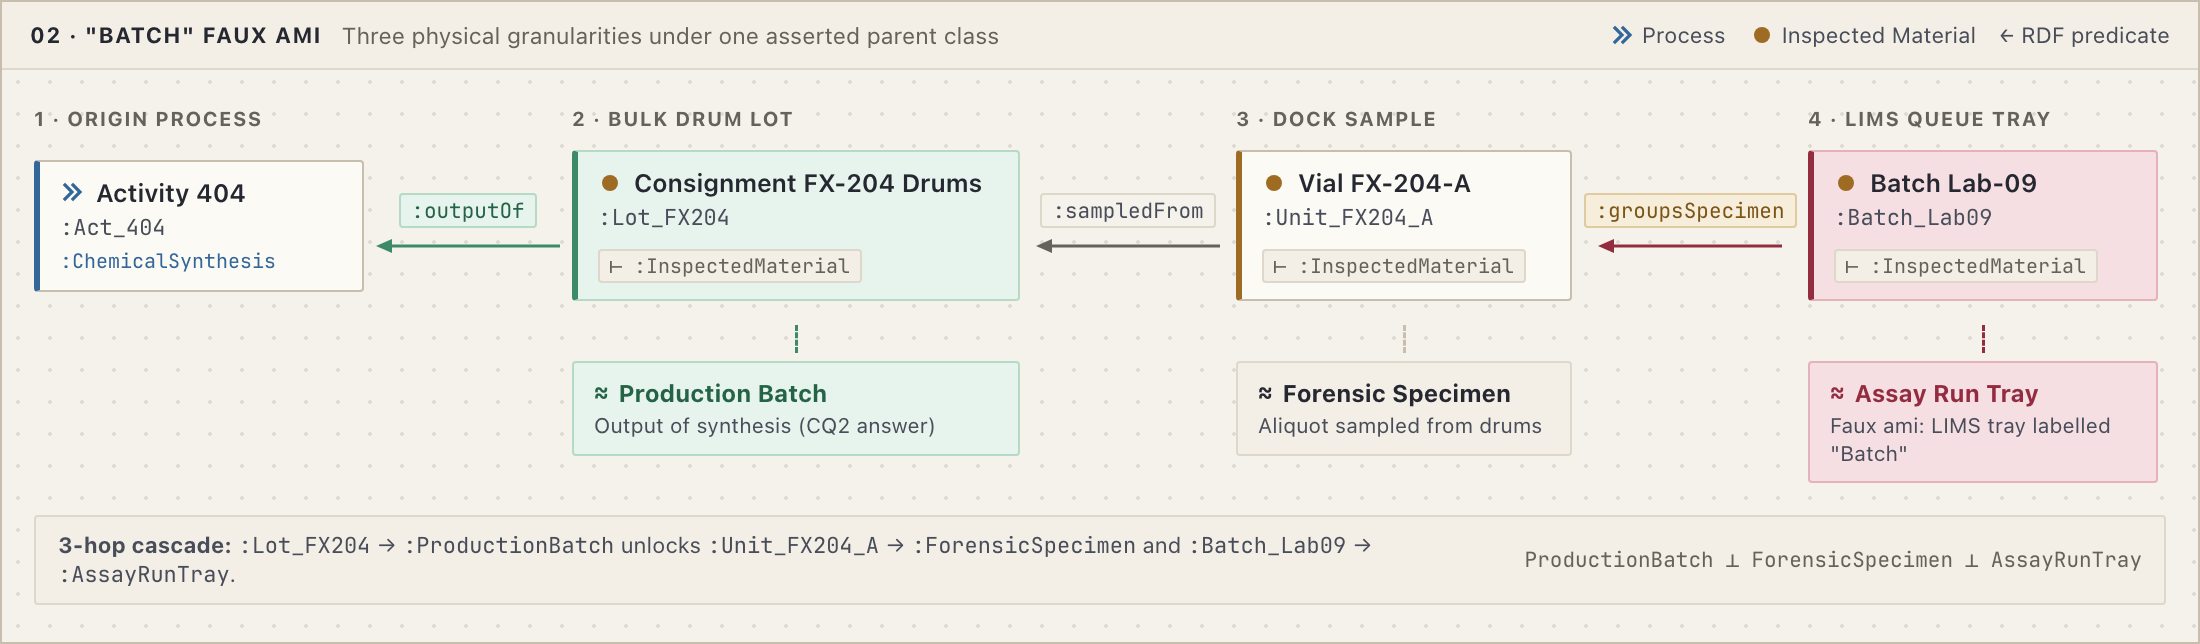 02 · "BATCH" FAUX AMI Three physical granularities under one asserted parent class
Process Inspected Material ← RDF predicate
1 · ORIGIN PROCESS
Activity 404
:Act_404
:ChemicalSynthesis
:outputOf
2 · BULK DRUM LOT
Consignment FX-204 Drums
:Lot_FX204
⊢ :InspectedMaterial
≈ Production Batch
Output of synthesis (CQ2 answer)
:sampledFrom
3 · DOCK SAMPLE
Vial FX-204-A
:Unit_FX204_A
⊢ :InspectedMaterial
≈ Forensic Specimen
Aliquot sampled from drums
:groupsSpecimen
4 · LIMS QUEUE TRAY
Batch Lab-09
:Batch_Lab09
⊢ :InspectedMaterial
≈ Assay Run Tray
Faux ami: LIMS tray labelled
"Batch"
3-hop cascade: :Lot_FX204 → :ProductionBatch unlocks :Unit_FX204_A → :ForensicSpecimen and :Batch_Lab09 →
:AssayRunTray.
ProductionBatch ⊥ ForensicSpecimen ⊥ AssayRunTray